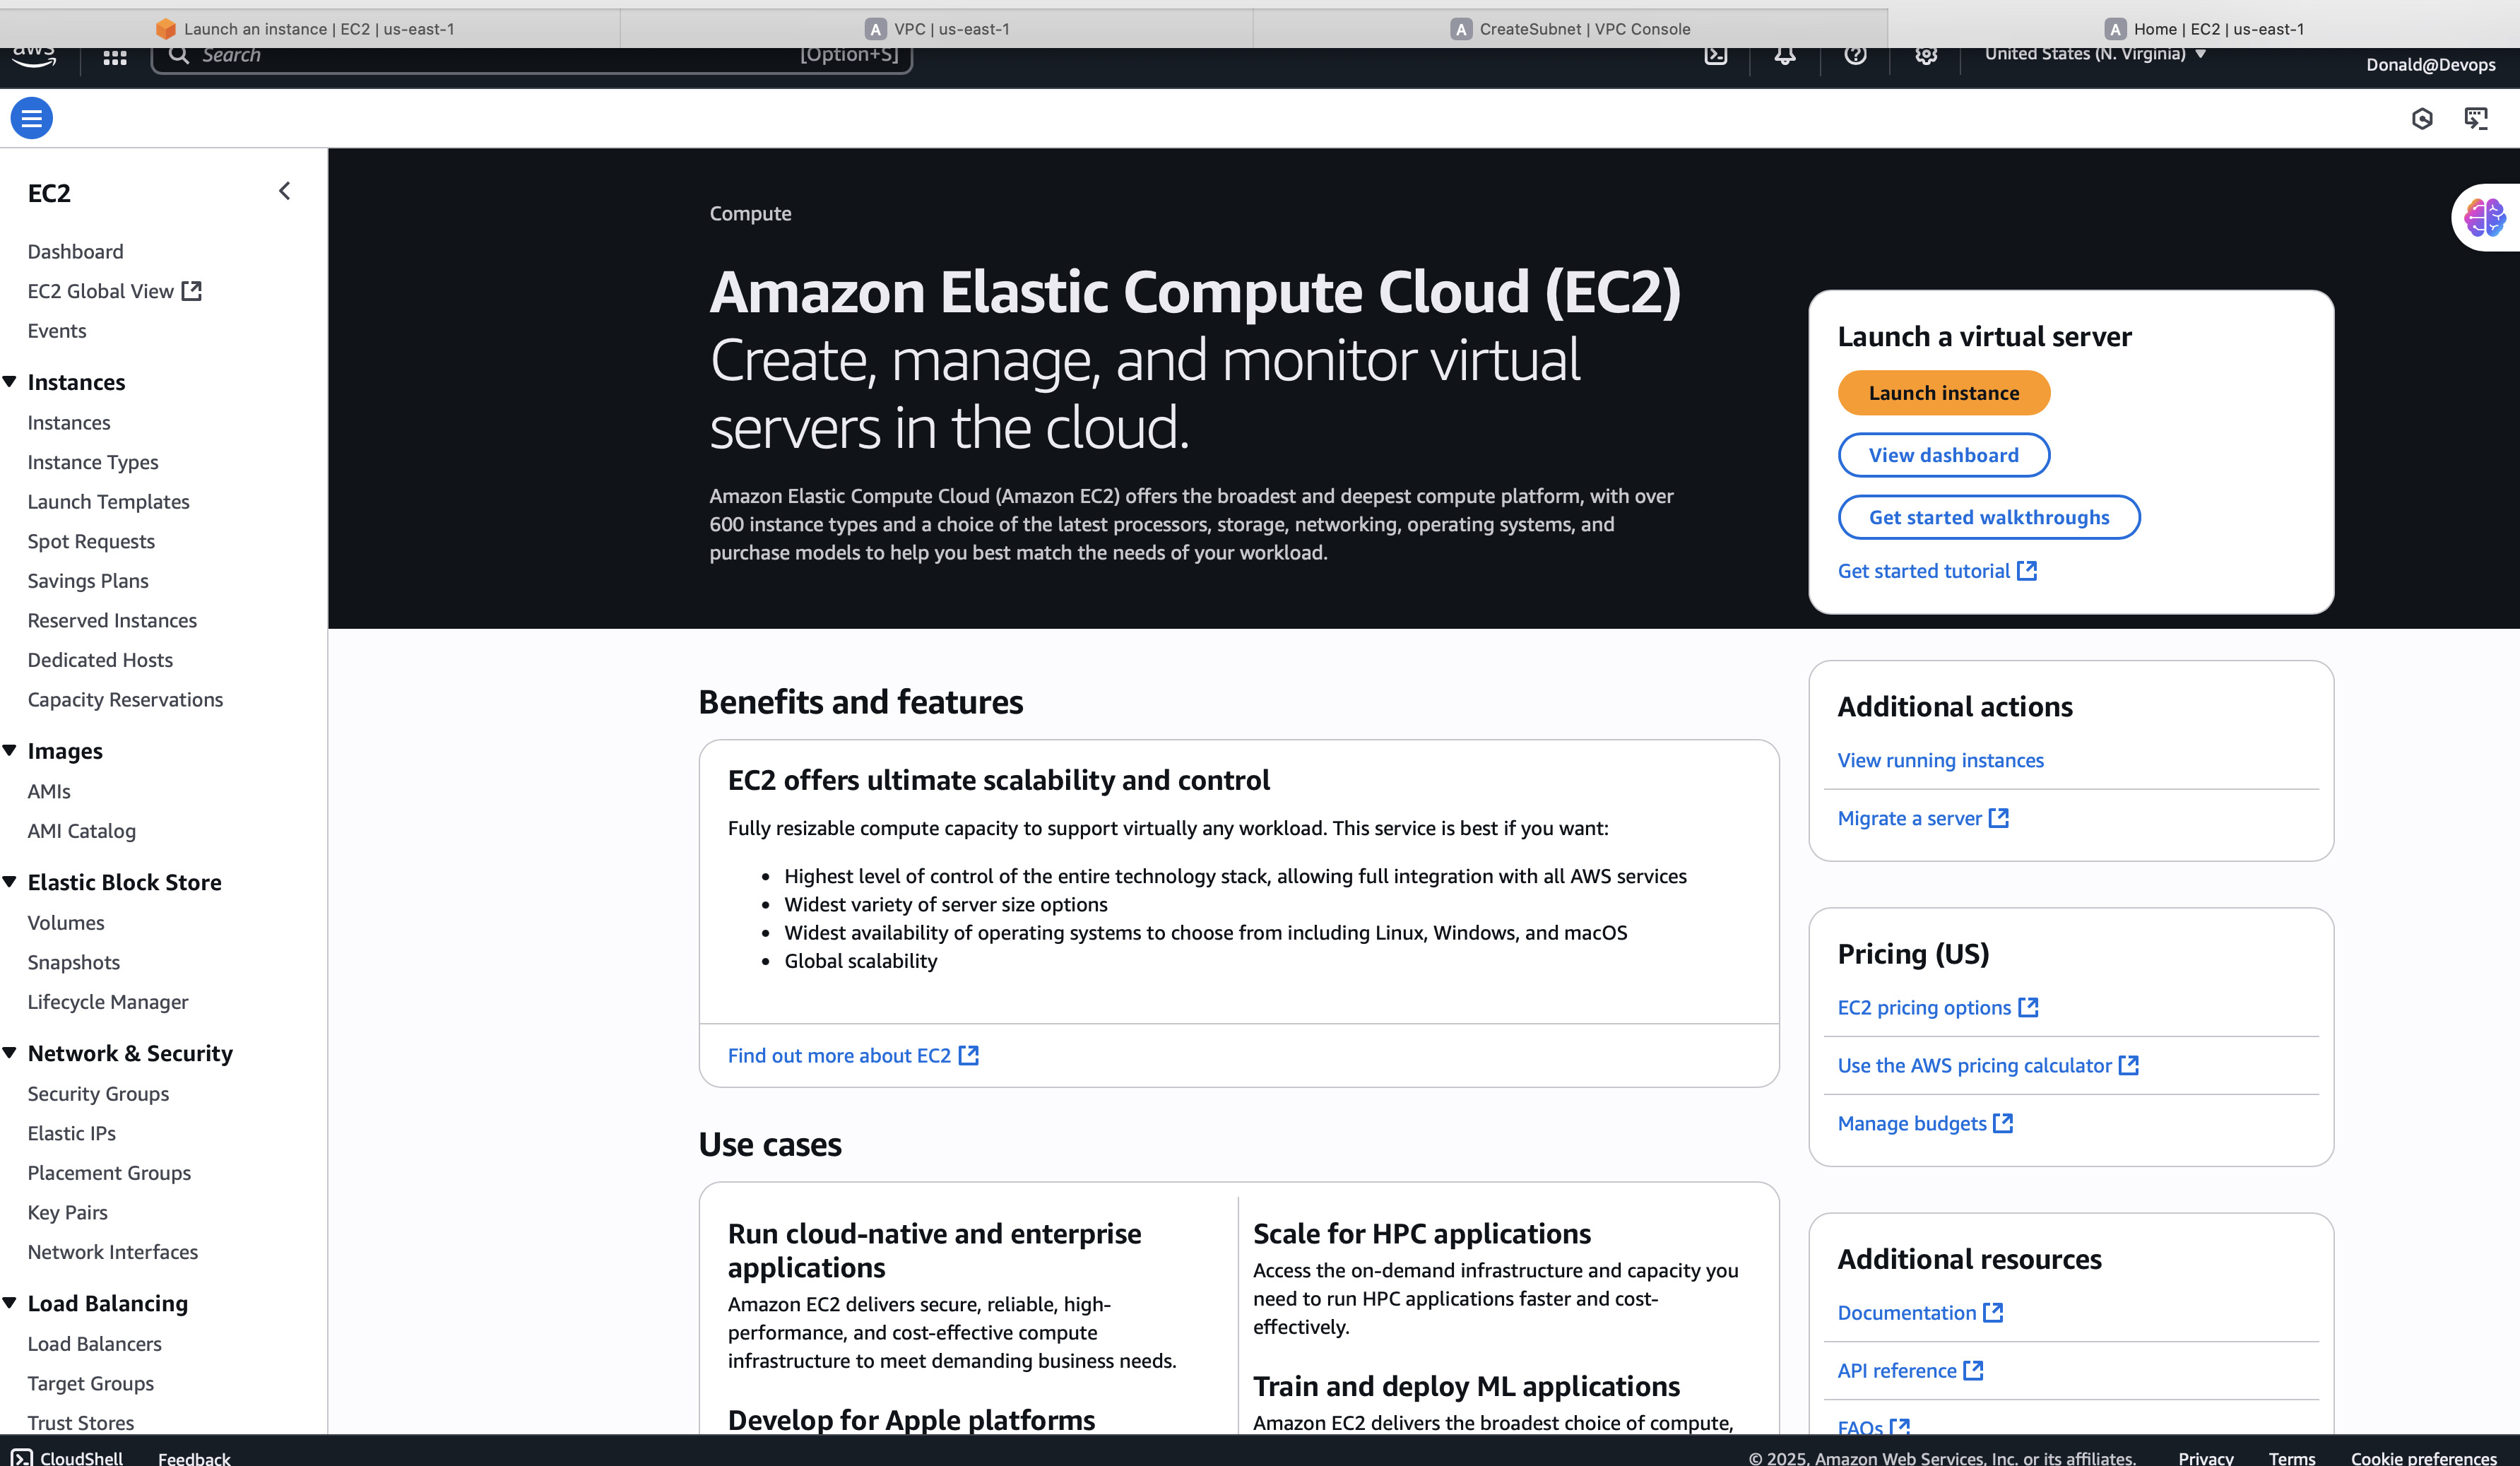 Launch an instance | EC2 | us-east-1
A VPC | us-east-1
A CreateSubnet | VPC Console
A Home | EC2 | us-east-1
aws
Search
[Option+S]
United States (N. Virginia)
Donald@Devops
EC2
Dashboard
EC2 Global View
Events
Instances
Instances
Instance Types
Launch Templates
Spot Requests
Savings Plans
Reserved Instances
Dedicated Hosts
Capacity Reservations
Images
AMIs
AMI Catalog
Elastic Block Store
Volumes
Snapshots
Lifecycle Manager
Network & Security
Security Groups
Elastic IPs
Placement Groups
Key Pairs
Network Interfaces
Load Balancing
Load Balancers
Target Groups
Trust Stores
Compute
Amazon Elastic Compute Cloud (EC2)
Create, manage, and monitor virtual
servers in the cloud.
Amazon Elastic Compute Cloud (Amazon EC2) offers the broadest and deepest compute platform, with over
600 instance types and a choice of the latest processors, storage, networking, operating systems, and
purchase models to help you best match the needs of your workload.
Launch a virtual server
Launch instance
View dashboard
Get started walkthroughs
Get started tutorial
Benefits and features
EC2 offers ultimate scalability and control
Fully resizable compute capacity to support virtually any workload. This service is best if you want:
• Highest level of control of the entire technology stack, allowing full integration with all AWS services
• Widest variety of server size options
• Widest availability of operating systems to choose from including Linux, Windows, and macOS
• Global scalability
Find out more about EC2
Use cases
Run cloud-native and enterprise
applications
Amazon EC2 delivers secure, reliable, high-
performance, and cost-effective compute
infrastructure to meet demanding business needs.
Develop for Apple platforms
Scale for HPC applications
Access the on-demand infrastructure and capacity you
need to run HPC applications faster and cost-
effectively.
Train and deploy ML applications
Amazon EC2 delivers the broadest choice of compute,
Additional actions
View running instances
Migrate a server
Pricing (US)
EC2 pricing options
Use the AWS pricing calculator
Manage budgets
Additional resources
Documentation
API reference
FAQs
CloudShell
Feedback
© 2025, Amazon Web Services, Inc. or its affiliates.
Privacy
Terms
Cookie preferences